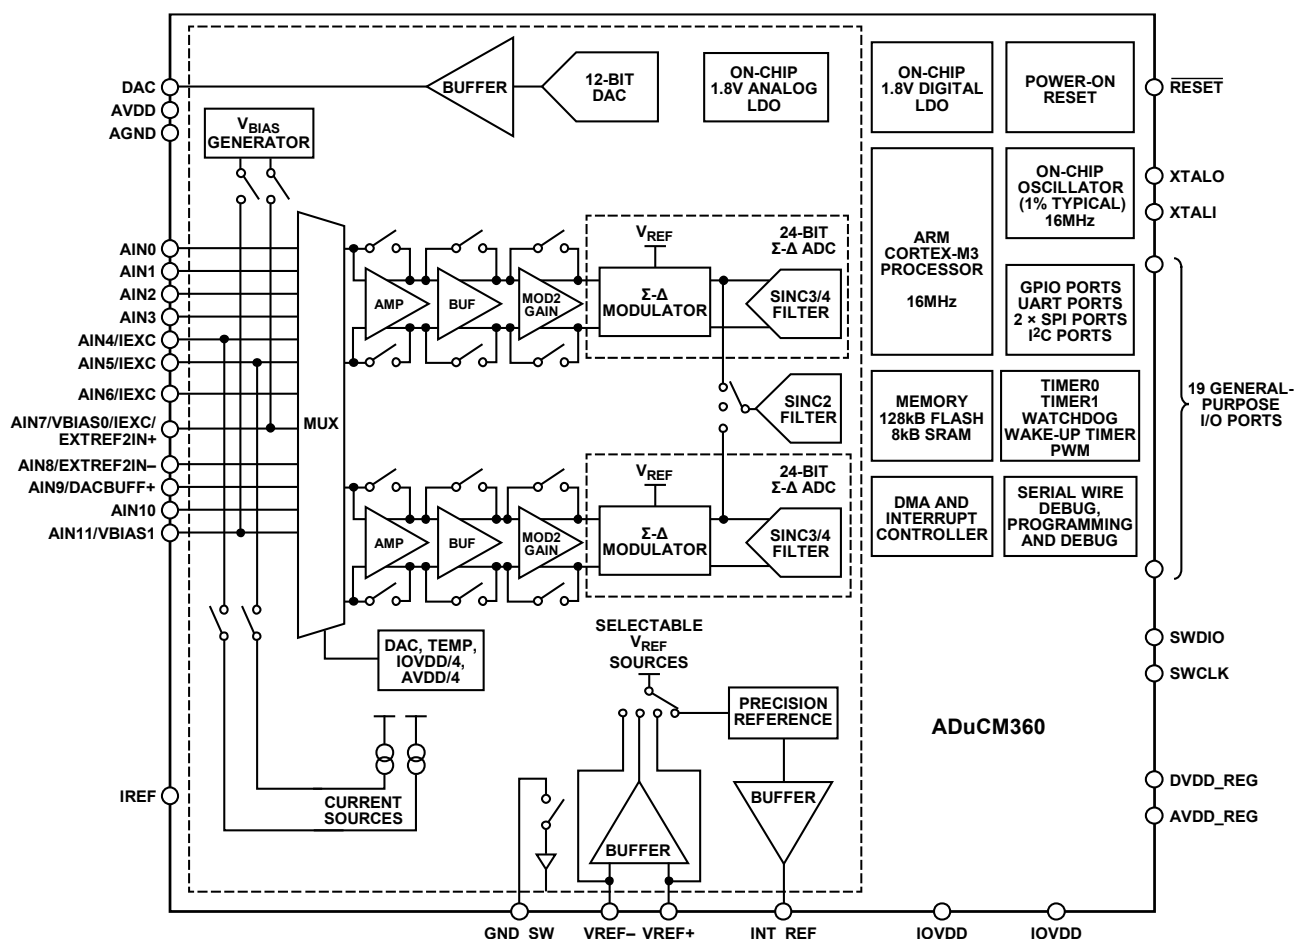 DAC
AVDD
AGND
BUFFER
12-BIT
DAC
ON-CHIP
1.8V ANALOG
LDO
ON-CHIP
1.8V DIGITAL
LDO
POWER-ON
RESET
RESET
VBIAS
GENERATOR
ARM
CORTEX-M3
PROCESSOR
16MHz
ON-CHIP
OSCILLATOR
(1% TYPICAL)
16MHz
XTALO
XTALI
AIN0
AIN1
AIN2
AIN3
AIN4/IEXC
AIN5/IEXC
AIN6/IEXC
AIN7/VBIAS0/IEXC/
EXTREF2IN+
AIN8/EXTREF2IN–
AIN9/DACBUFF+
AIN10
AIN11/VBIAS1
MUX
AMP
BUF
MOD2
GAIN
VREF
24-BIT
Σ-Δ ADC
Σ-Δ
MODULATOR
SINC3/4
FILTER
GPIO PORTS
UART PORTS
2 × SPI PORTS
I2C PORTS
SINC2
FILTER
MEMORY
128kB FLASH
8kB SRAM
TIMER0
TIMER1
WATCHDOG
WAKE-UP TIMER
PWM
19 GENERAL-
PURPOSE
I/O PORTS
AMP
BUF
MOD2
GAIN
VREF
24-BIT
Σ-Δ ADC
Σ-Δ
MODULATOR
SINC3/4
FILTER
DMA AND
INTERRUPT
CONTROLLER
SERIAL WIRE
DEBUG,
PROGRAMMING
AND DEBUG
DAC, TEMP,
IOVDD/4,
AVDD/4
SELECTABLE
VREF
SOURCES
PRECISION
REFERENCE
SWDIO
SWCLK
ADuCM360
IREF
CURRENT
SOURCES
BUFFER
BUFFER
DVDD_REG
AVDD_REG
GND_SW
VREF–
VREF+
INT_REF
IOVDD
IOVDD